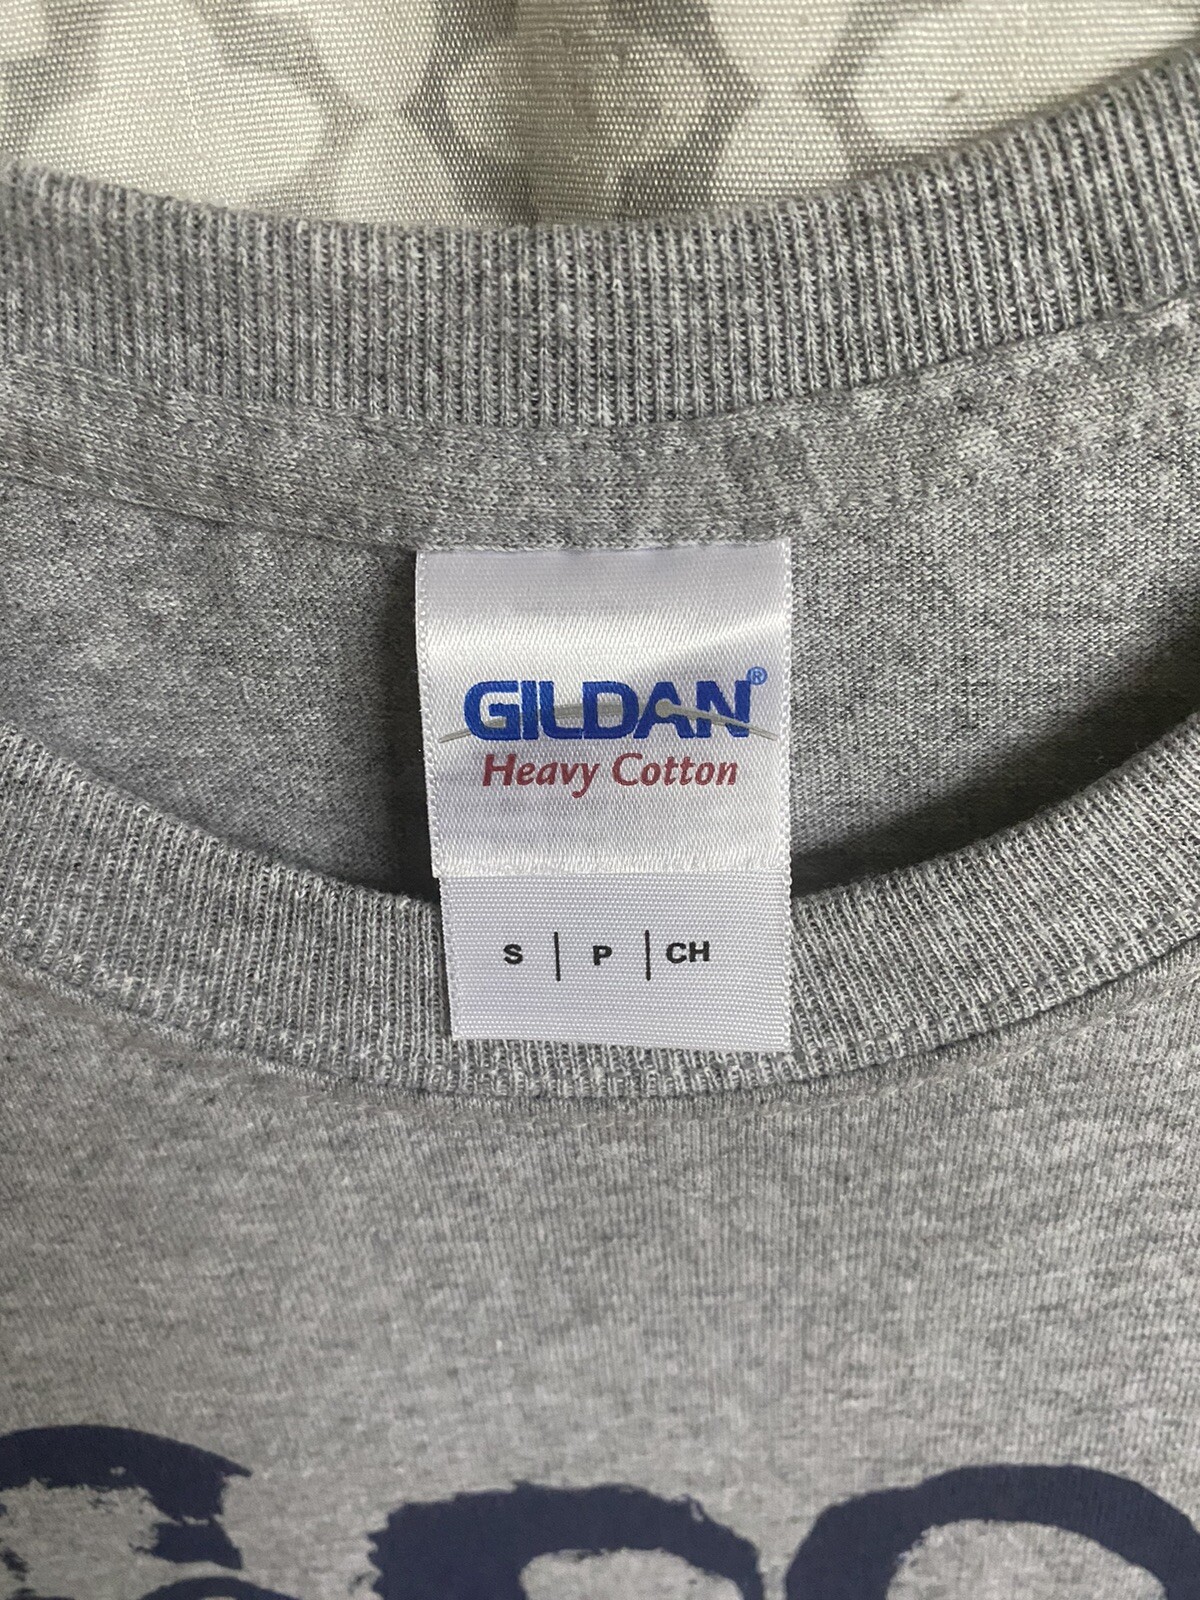 GILDAN®
Heavy Cotton
S | P | CH